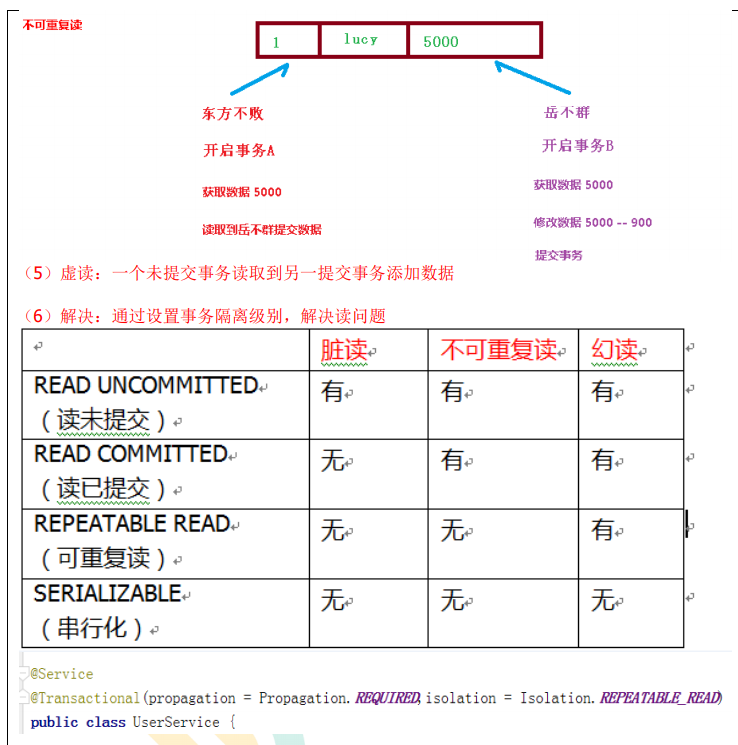 不可重复读
1 lucy 5000
东方不败 岳不群
开启事务A 开启事务B
获取数据 5000 获取数据 5000
读取到岳不群提交数据 修改数据 5000 -- 900
提交事务
（5）虚读：一个未提交事务读取到另一提交事务添加数据
（6）解决：通过设置事务隔离级别，解决读问题
脏读 不可重复读 幻读
READ UNCOMMITTED
（读未提交） 有 有 有
READ COMMITTED
（读已提交） 无 有 有
REPEATABLE READ
（可重复读） 无 无 有
SERIALIZABLE
（串行化） 无 无 无
@Service
@Transactional(propagation = Propagation.REQUIRED,isolation = Isolation.REPEATABLE_READ)
public class UserService {